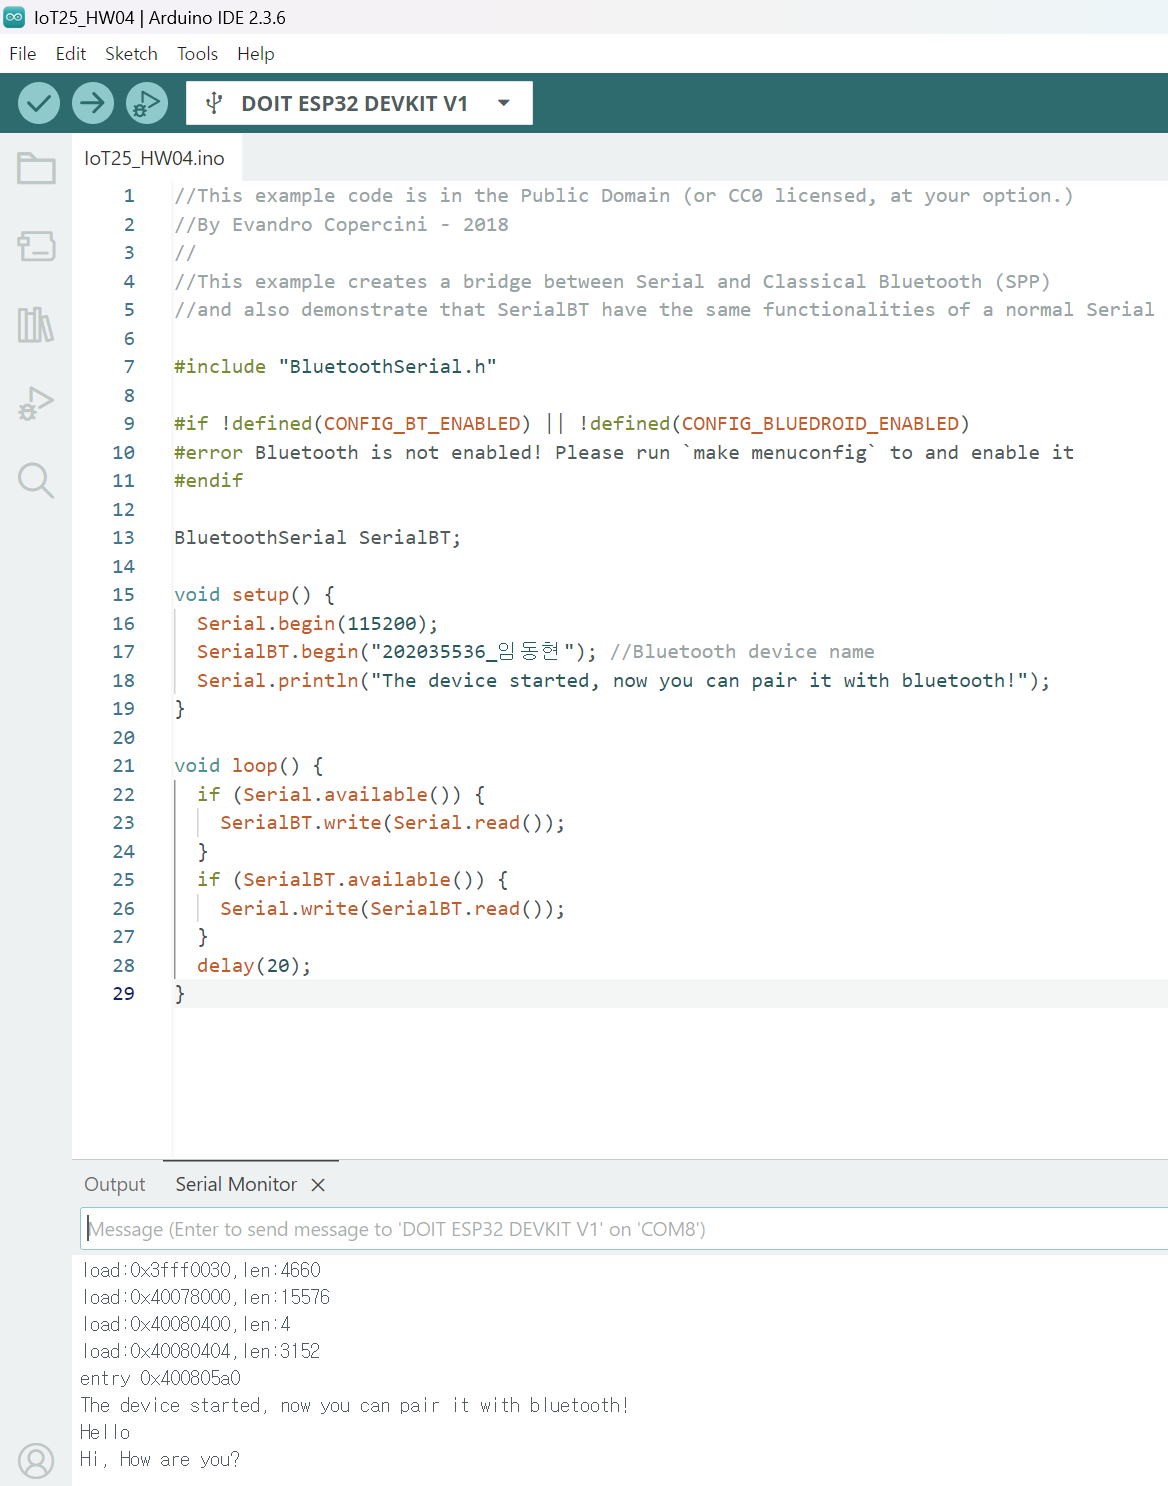 IoT25_HW04 | Arduino IDE 2.3.6
File Edit Sketch Tools Help
DOIT ESP32 DEVKIT V1
IoT25_HW04.ino
1 //This example code is in the Public Domain (or CC0 licensed, at your option.)
2 //By Evandro Copercini - 2018
3 //
4 //This example creates a bridge between Serial and Classical Bluetooth (SPP)
5 //and also demonstrate that SerialBT have the same functionalities of a normal Serial
6
7 #include "BluetoothSerial.h"
8
9 #if !defined(CONFIG_BT_ENABLED) || !defined(CONFIG_BLUEDROID_ENABLED)
10 #error Bluetooth is not enabled! Please run `make menuconfig` to and enable it
11 #endif
12
13 BluetoothSerial SerialBT;
14
15 void setup() {
16 Serial.begin(115200);
17 SerialBT.begin("202035536_임동현"); //Bluetooth device name
18 Serial.println("The device started, now you can pair it with bluetooth!");
19 }
20
21 void loop() {
22 if (Serial.available()) {
23 SerialBT.write(Serial.read());
24 }
25 if (SerialBT.available()) {
26 Serial.write(SerialBT.read());
27 }
28 delay(20);
29 }
Output Serial Monitor
Message (Enter to send message to 'DOIT ESP32 DEVKIT V1' on 'COM8')
load:0x3fff0030,len:4660
load:0x40078000,len:15576
load:0x40080400,len:4
load:0x40080404,len:3152
entry 0x400805a0
The device started, now you can pair it with bluetooth!
Hello
Hi, How are you?